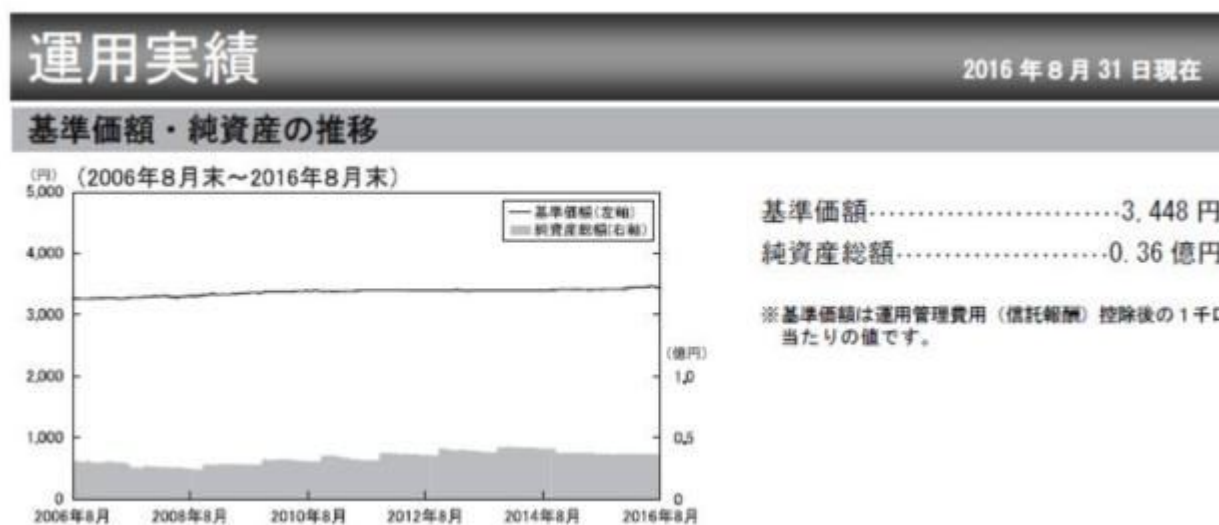 運用実績
2016年8月31日現在
基準価額・純資産の推移
(円) (2006年8月末～2016年8月末)
5,000
4,000
3,000
2,000
1,000
0
基準価額(左軸)
純資産総額(右軸)
(億円)
1.0
0.5
0
2006年8月 2008年8月 2010年8月 2012年8月 2014年8月 2016年8月
基準価額························3,448円
純資産総額·····················0.36億円
※基準価額は運用管理費用（信託報酬）控除後の1千口
当たりの値です。